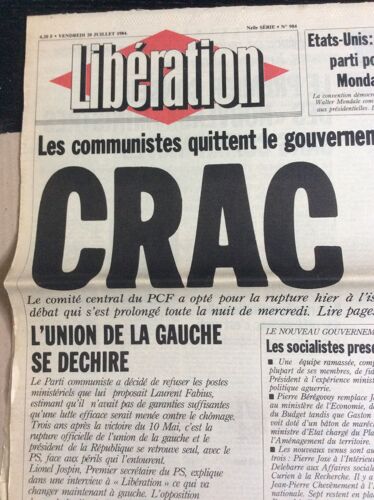 4,20 F • VENDREDI 20 JUILLET 1984.
Nelle SÉRIE • N° 984
Libération
Etats-Unis:
parti po
Monda
La convention démocr
Walter Mondale com
aux présidentielles.
Les communistes quittent le gouvernem
CRAC
Le comité central du PCF a opté pour la rupture hier à l'is
débat qui s'est prolongé toute la nuit de mercredi. Lire page
L'UNION DE LA GAUCHE
SE DECHIRE
Le Parti communiste a décidé de refuser les postes
ministériels que lui proposait Laurent Fabius,
estimant qu'il n'avait pas de garanties suffisantes
qu'une lutte efficace serait menée contre le chômage.
Trois ans après la victoire du 10 Mai, c'est la
rupture officielle de l'union de la gauche et le
président de la République se retrouve seul, avec le
PS, face aux périls qui l'entourent.
Lionel Jospin, Premier secrétaire du PS, explique
dans une interview à « Libération » ce qui va
changer maintenant à gauche. L'opposition
LE NOUVEAU GOUVERNEM
Les socialistes prese
■ Une équipe ramassée, comp
plupart de ses membres, de fid
Président à l'expérience minist
politique aguerrie.
■ Pierre Bérégovoy remplace J
au ministère de l'Economie, d
du Budget tandis que Gaston
voit doté d'un bâton de maréc
ministre d'Etat chargé du Pla
l'Aménagement du territoire.
■ Les nouveaux venus sont au
trois : Pierre Joxe à l'Intérieur
Delebarre aux Affaires sociale
Curien à la Recherche. Il y a
Jean-Pierre Chevènement
nationale. Sont restent en fonc